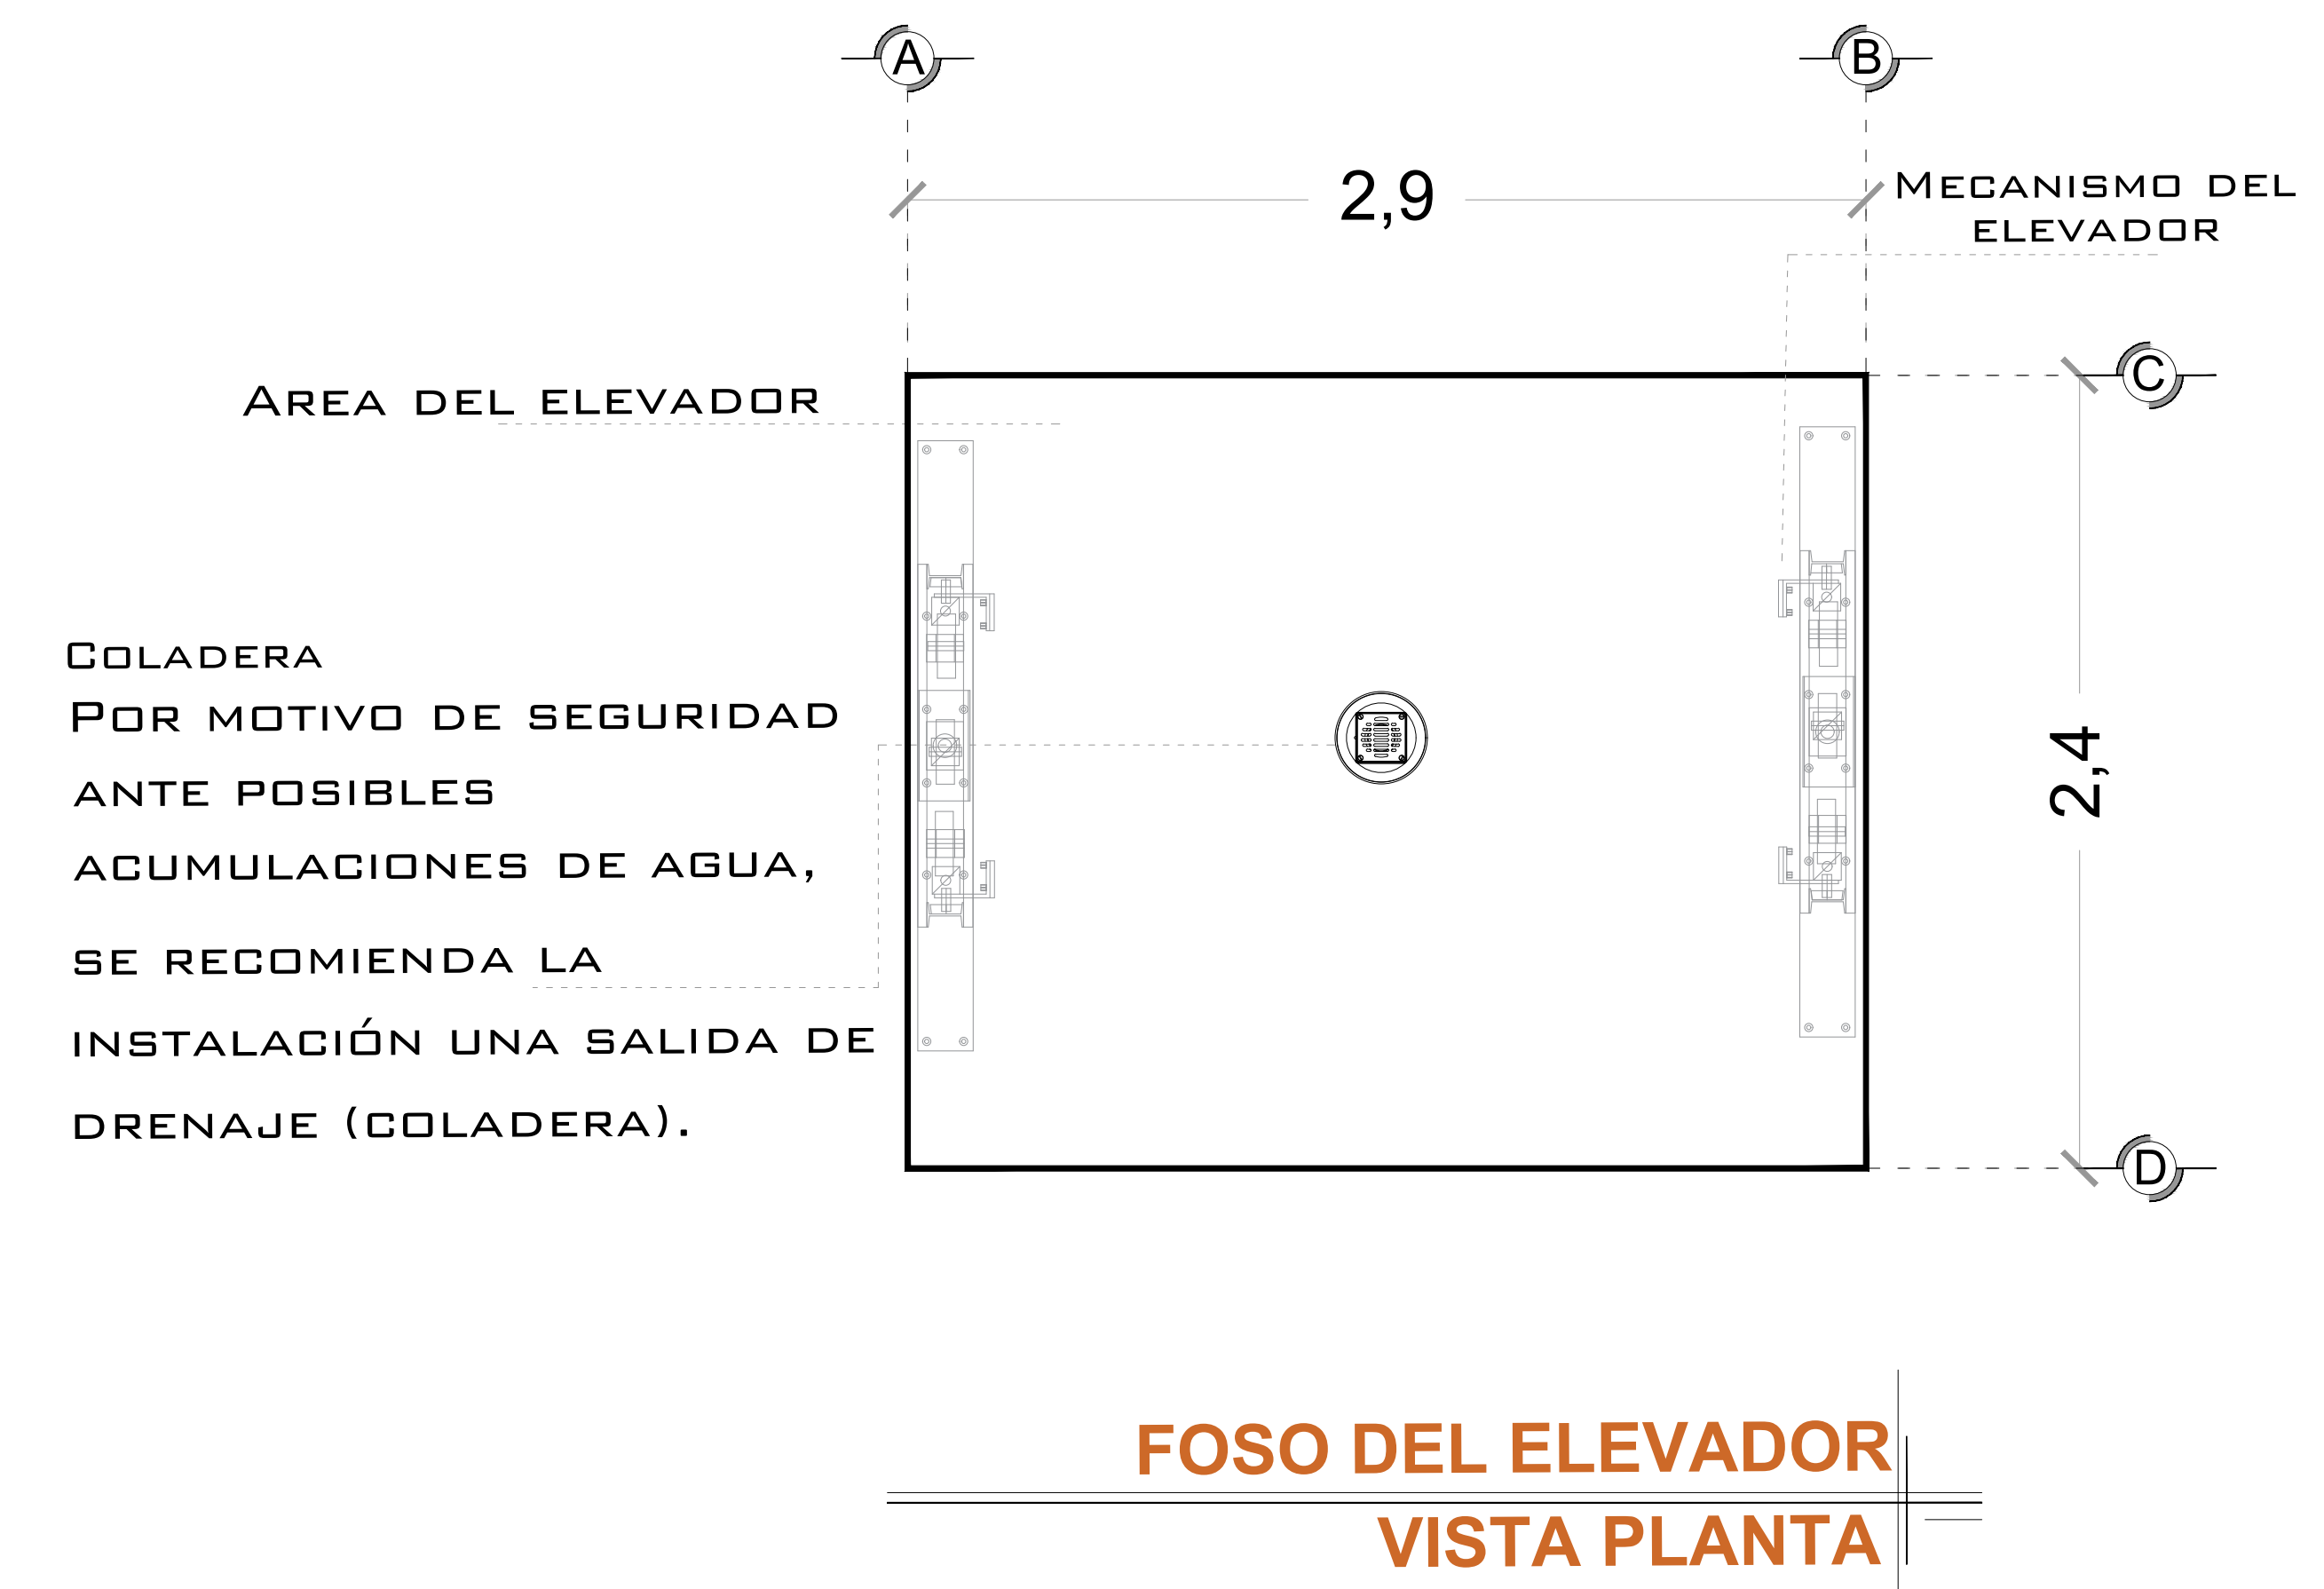 A
B
2,9
Mecanismo del
elevador
C
Area del elevador
Coladera
Por motivo de seguridad
ante posibles
acumulaciones de agua,
se recomienda la
instalación una salida de
drenaje (coladera).
2,4
D
FOSO DEL ELEVADOR
VISTA PLANTA